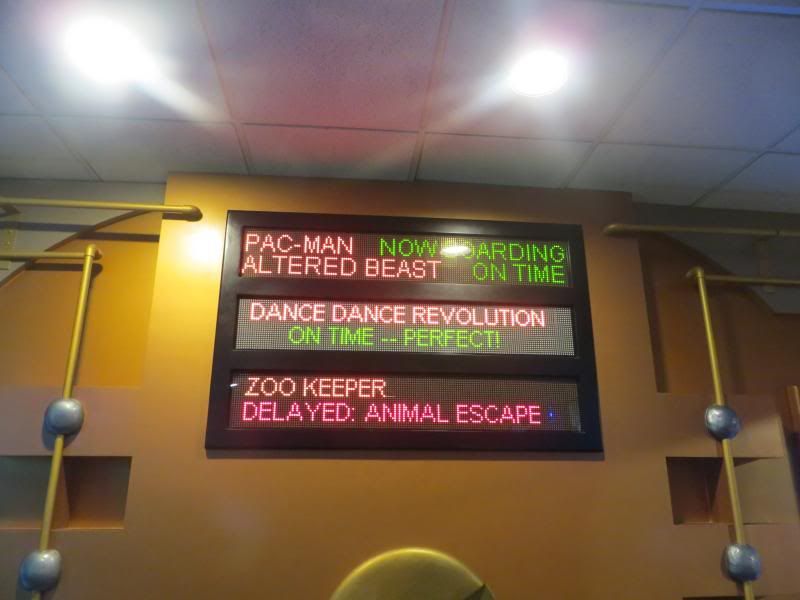 PAC-MAN NOW BOARDING
ALTERED BEAST ON TIME
DANCE DANCE REVOLUTION
ON TIME -- PERFECT!
ZOO KEEPER
DELAYED: ANIMAL ESCAPE